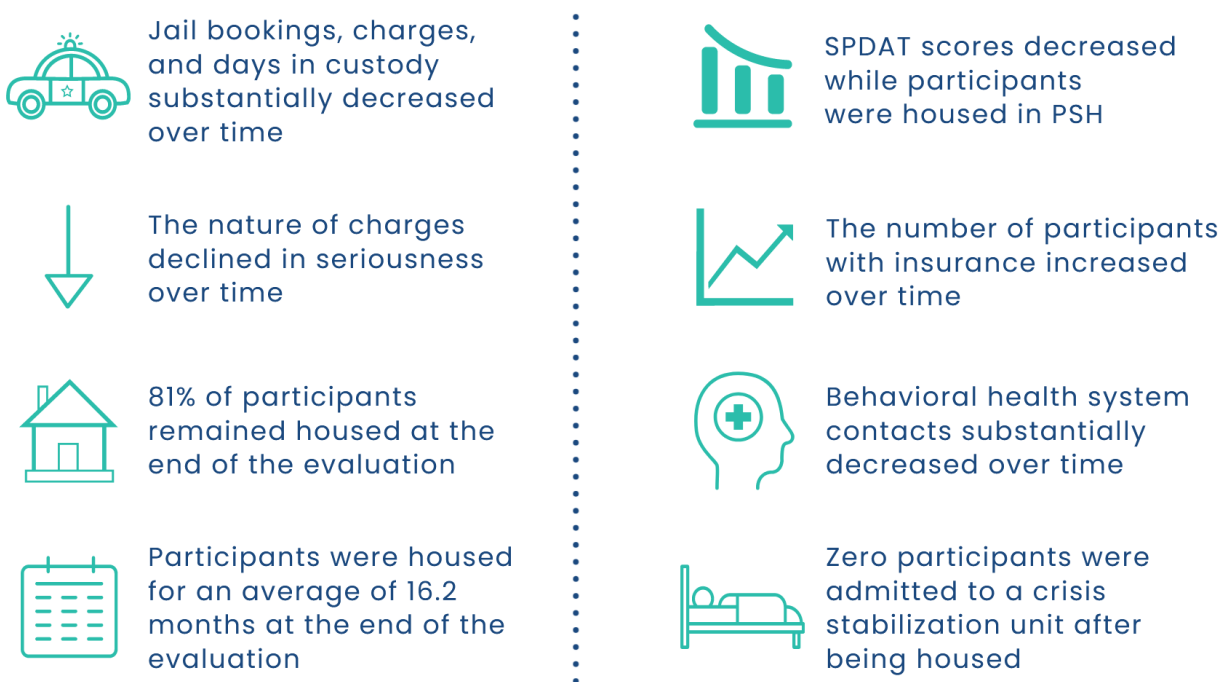 Jail bookings, charges,
and days in custody
substantially decreased
over time
The nature of charges
declined in seriousness
over time
81% of participants
remained housed at the
end of the evaluation
Participants were housed
for an average of 16.2
months at the end of the
evaluation
SPDAT scores decreased
while participants
were housed in PSH
The number of participants
with insurance increased
over time
Behavioral health system
contacts substantially
decreased over time
Zero participants were
admitted to a crisis
stabilization unit after
being housed